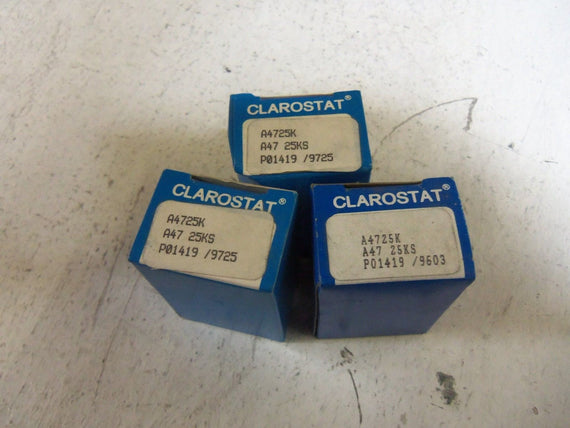 CLAROSTAT®
A4725K
A47 25KS
P01419 /9725
CLAROSTAT®
A4725K
A47 25KS
P01419 /9725
CLAROSTAT®
A4725K
A47 25KS
P01419 /9603